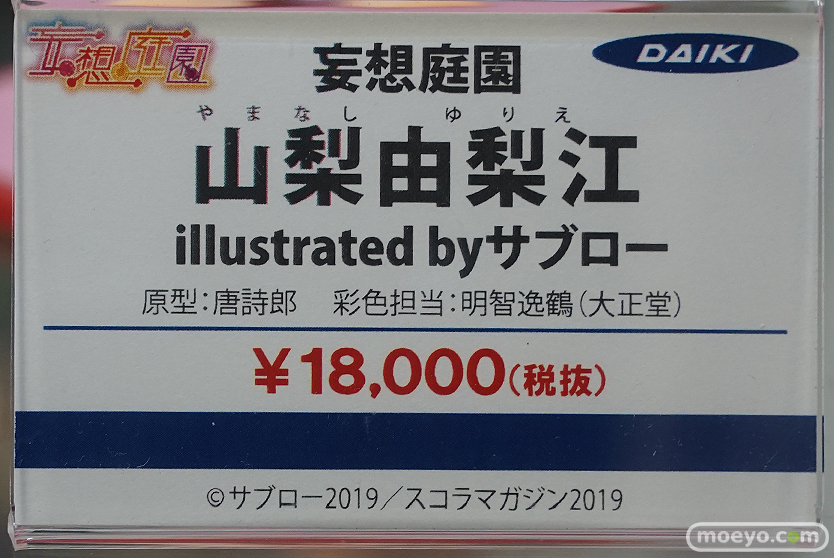 妄想庭園
DAIKI
妄想庭園
やまなし ゆりえ
山梨由梨江
illustrated byサブロー
原型：唐詩郎 彩色担当：明智逸鶴（大正堂）
￥18,000（税抜）
©サブロー2019／スコラマガジン2019
moeyo.com